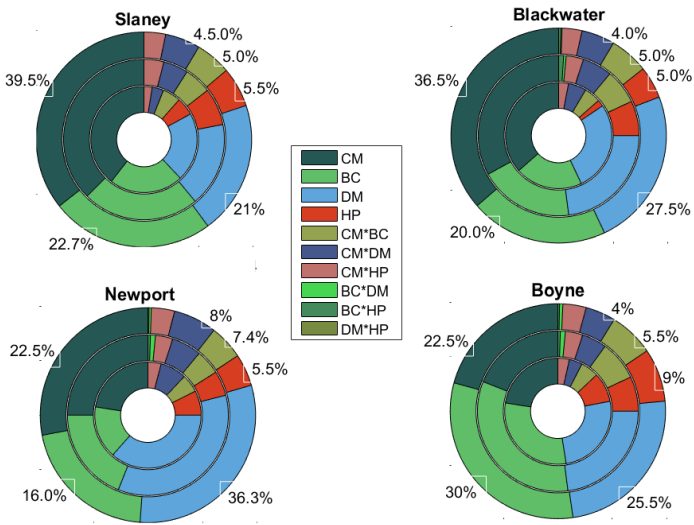 Slaney
4.5.0%
5.0%
5.5%
39.5%
21%
22.7%
Blackwater
4.0%
5.0%
5.0%
36.5%
27.5%
20.0%
CM
BC
DM
HP
CM*BC
CM*DM
CM*HP
BC*DM
BC*HP
DM*HP
Newport
8%
7.4%
5.5%
22.5%
16.0%
36.3%
Boyne
4%
5.5%
9%
22.5%
30%
25.5%